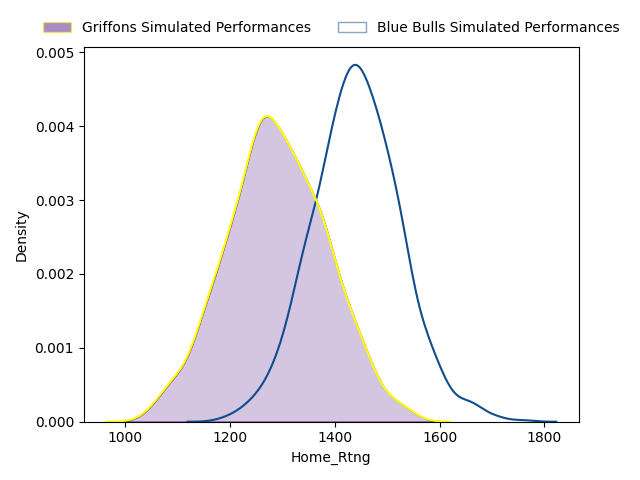 Griffons Simulated Performances Blue Bulls Simulated Performances
0.005
0.004
0.003
0.002
0.001
0.000
Density
1000 1200 1400 1600 1800
Home_Rtng